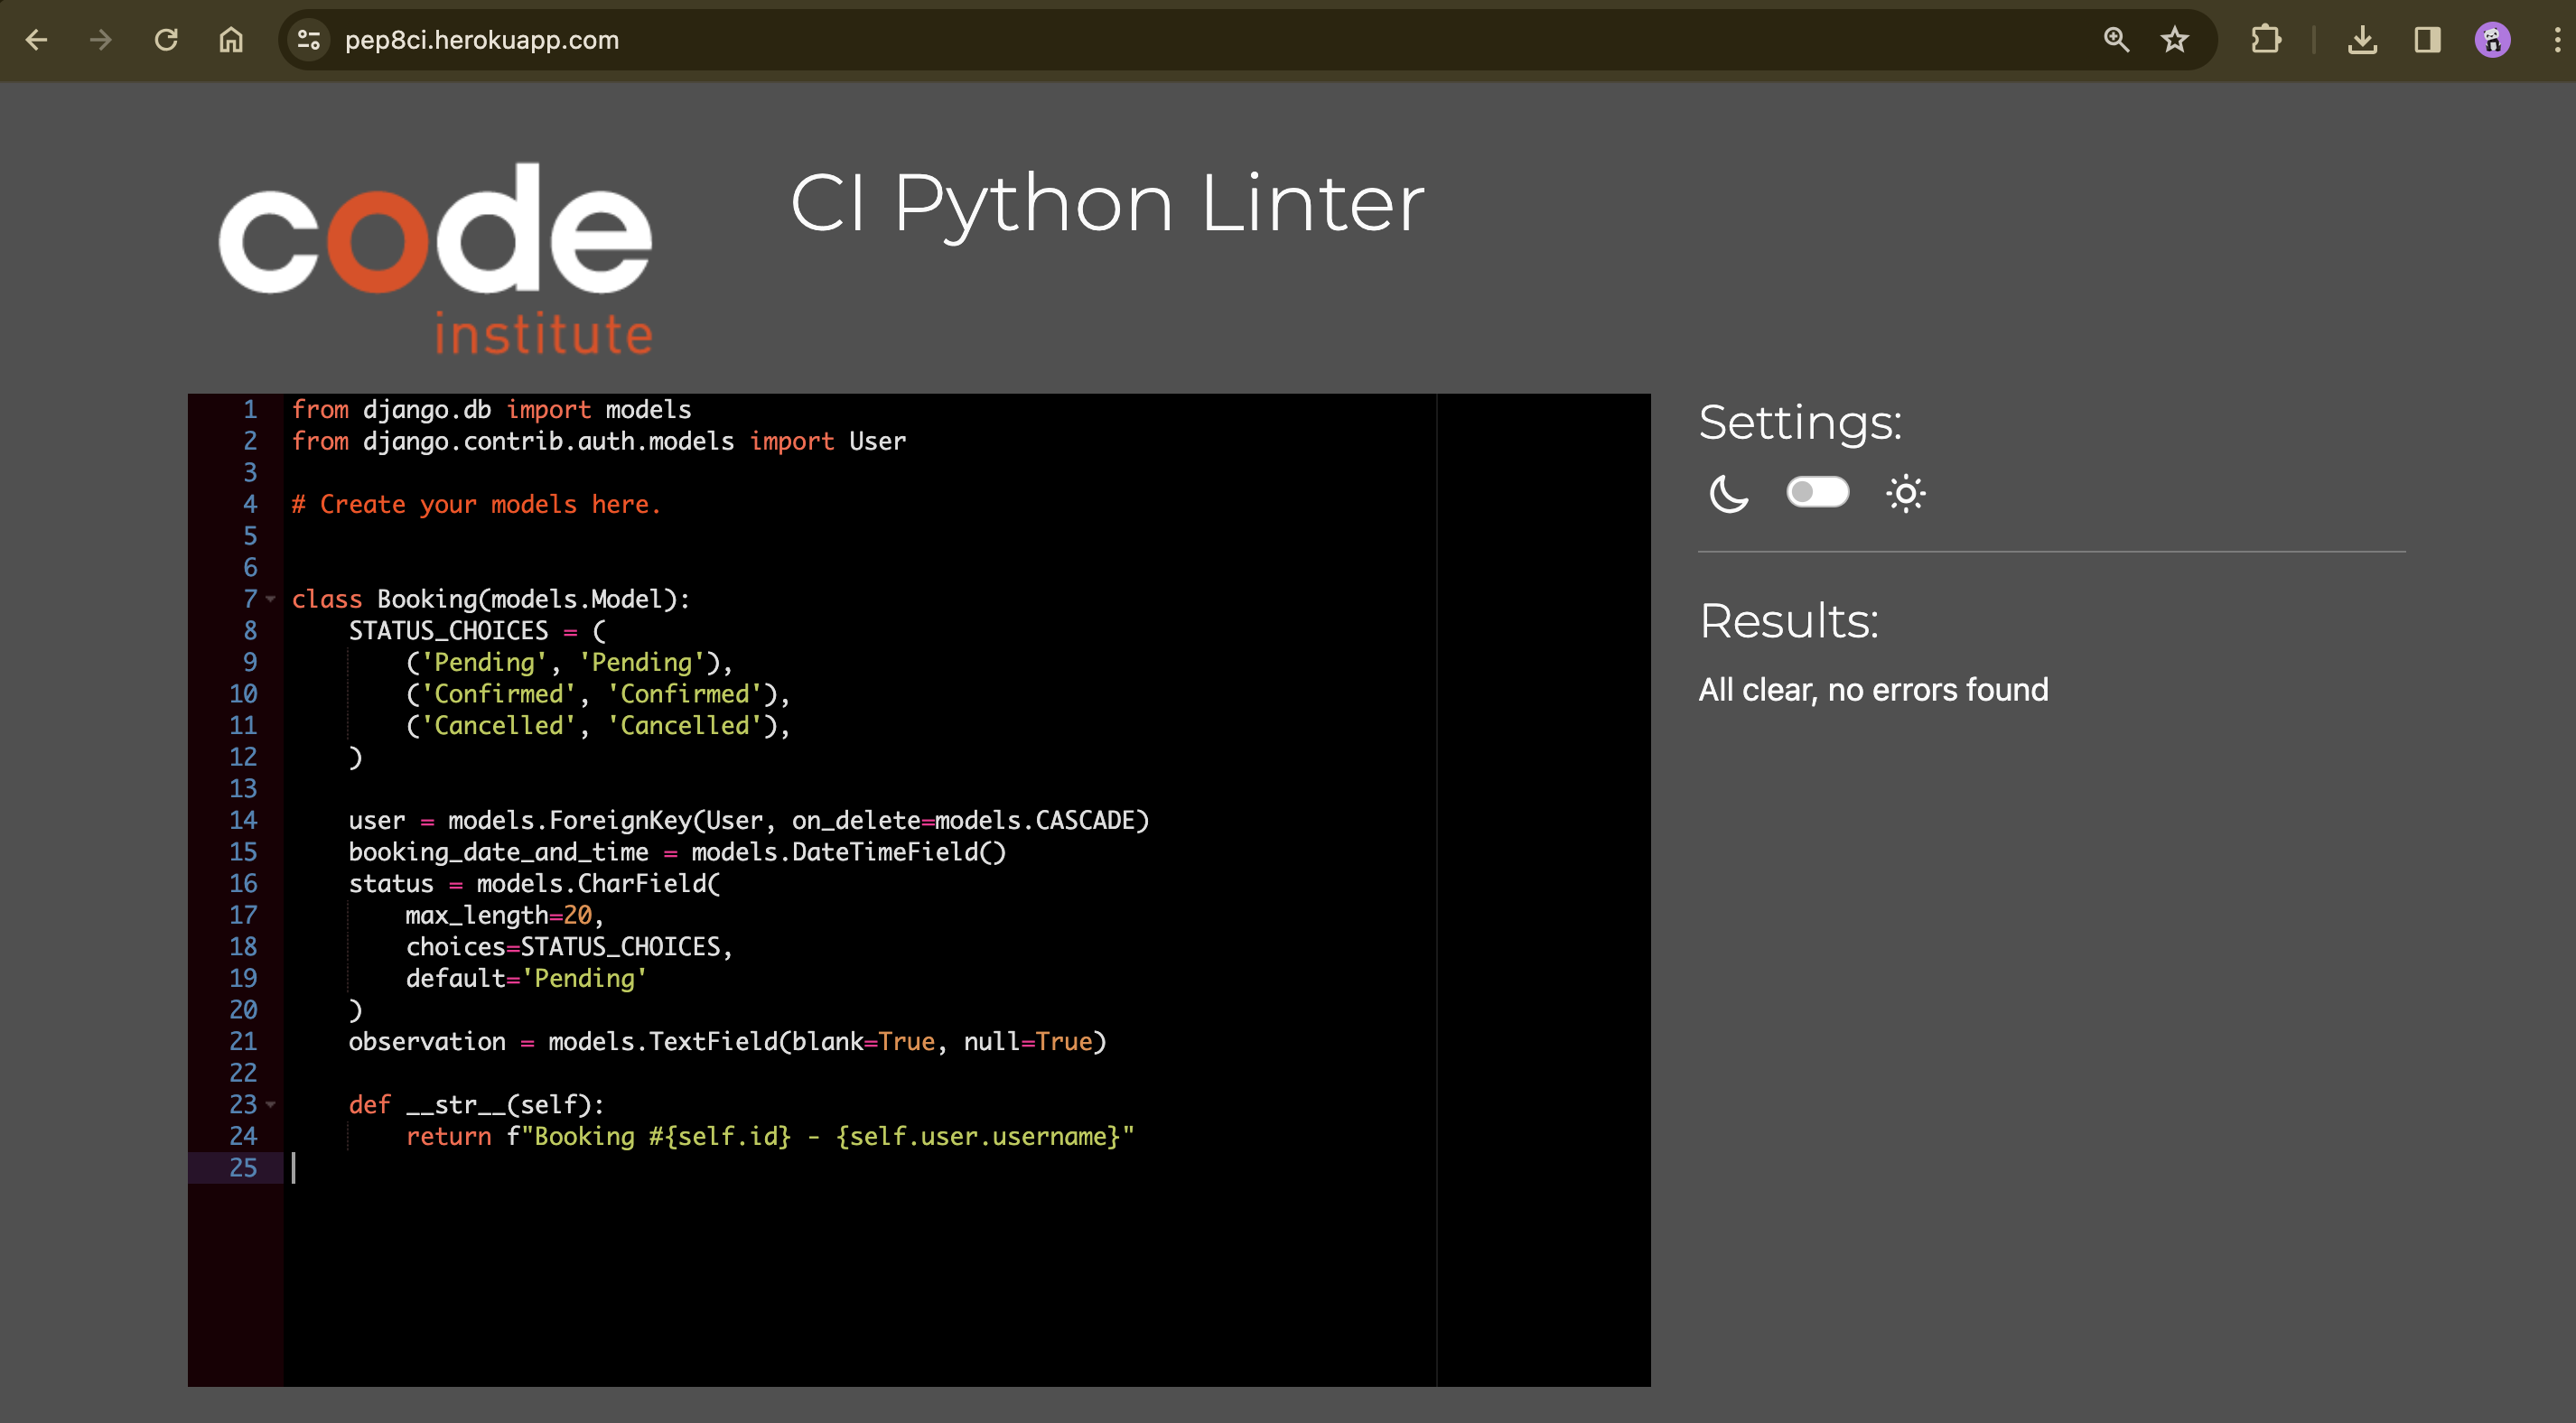 pep8ci.herokuapp.com
code
institute
CI Python Linter
1 from django.db import models
2 from django.contrib.auth.models import User
3
4 # Create your models here.
5
6
7 class Booking(models.Model):
8     STATUS_CHOICES = (
9         ('Pending', 'Pending'),
10         ('Confirmed', 'Confirmed'),
11         ('Cancelled', 'Cancelled'),
12     )
13
14     user = models.ForeignKey(User, on_delete=models.CASCADE)
15     booking_date_and_time = models.DateTimeField()
16     status = models.CharField(
17         max_length=20,
18         choices=STATUS_CHOICES,
19         default='Pending'
20     )
21     observation = models.TextField(blank=True, null=True)
22
23     def __str__(self):
24         return f"Booking #{self.id} - {self.user.username}"
25
Settings:
Results:
All clear, no errors found